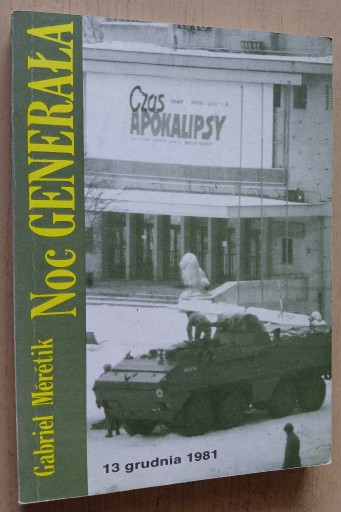 Gabriel Mérétik Noc GENERAŁA
Czas
APOKALIPSY
13 grudnia 1981